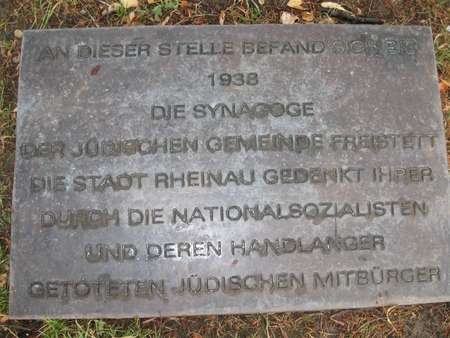 AN DIESER STELLE BEFAND SICH BIS
1938
DIE SYNAGOGE
DER JÜDISCHEN GEMEINDE FREISTETT
DIE STADT RHEINAU GEDENKT IHRER
DURCH DIE NATIONALSOZIALISTEN
UND DEREN HANDLANGER
GETÖTETEN JÜDISCHEN MITBÜRGER